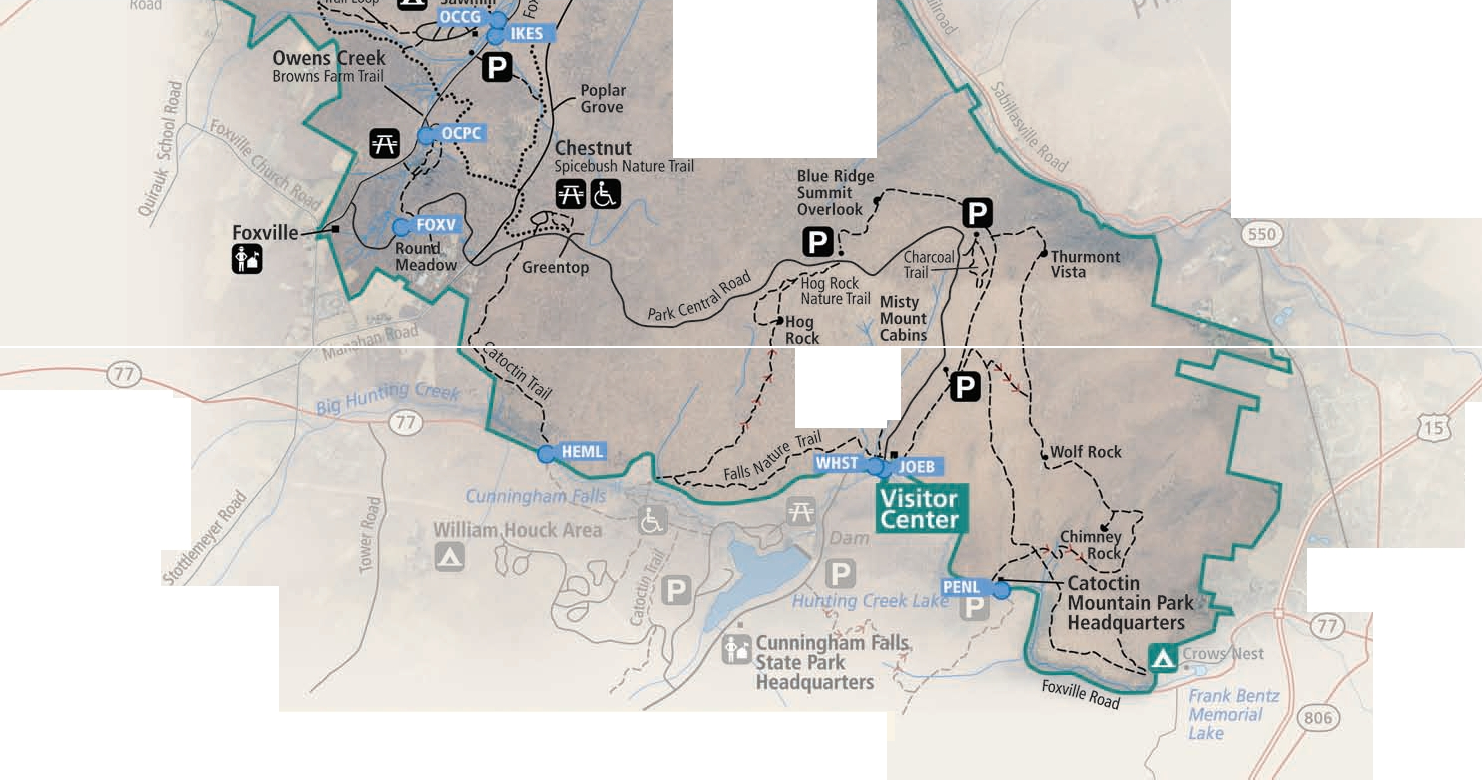 Road
Trail Loop
Sawmill
OCCG
IKES
Fox
P
Owens Creek
Browns Farm Trail
Poplar
Grove
OCPC
Chestnut
Spicebush Nature Trail
Quirauk School Road
Foxville Church Road
Foxville
FOXV
Round
Meadow
Greentop
Blue Ridge
Summit
Overlook
P
P
Charcoal
Trail
Thurmont
Vista
Sabillasville Road
550
Park Central Road
Hog Rock
Nature Trail
Hog
Rock
Misty
Mount
Cabins
Manahan Road
Catoctin Trail
77
Big Hunting Creek
77
P
15
HEML
Falls Nature Trail
WHST
JOEB
Visitor
Center
Wolf Rock
Chimney
Rock
Cunningham Falls
William Houck Area
Stottlemeyer Road
Tower Road
Catoctin Trail
Dam
P
P
Hunting Creek Lake
PENL
P
Catoctin
Mountain Park
Headquarters
Cunningham Falls
State Park
Headquarters
Crows Nest
Foxville Road
Frank Bentz
Memorial
Lake
77
806